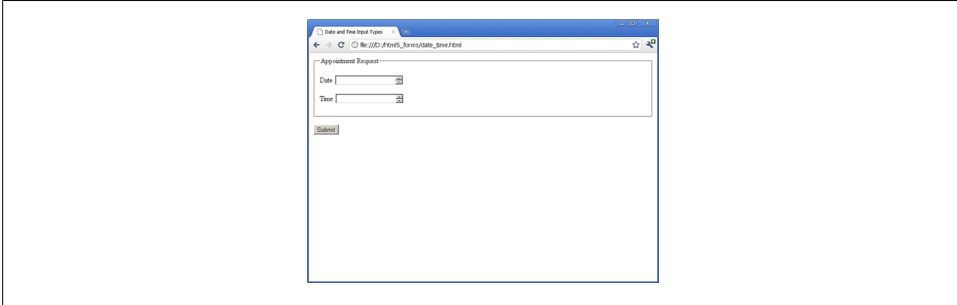 Date and Time Input Types
file:///D:/html5_forms/date_time.html
Appointment Request
Date
Time
Submit